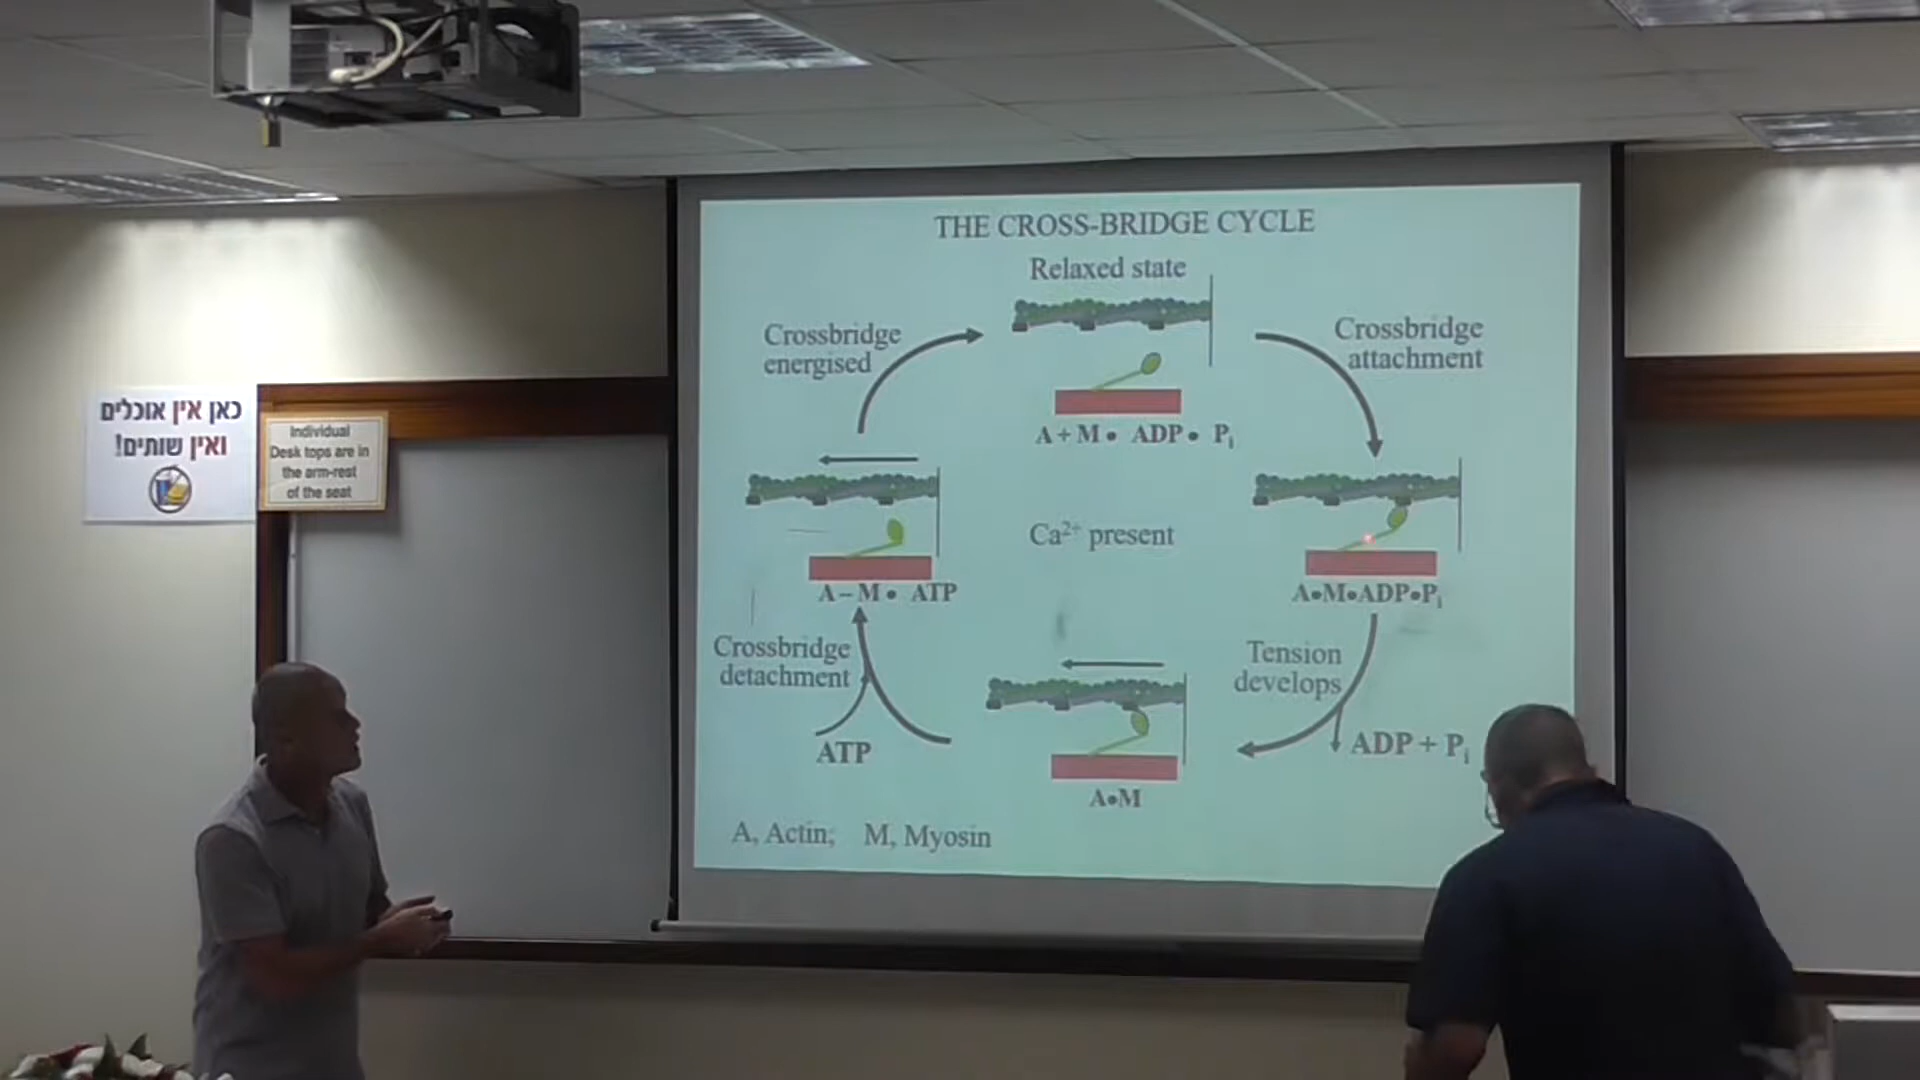 THE CROSS-BRIDGE CYCLE
Relaxed state
Crossbridge
energised
Crossbridge
attachment
A + M • ADP • Pi
Ca2+ present
A – M • ATP
A•M•ADP•Pi
Crossbridge
detachment
Tension
develops
ATP
ADP + Pi
A•M
A, Actin; M, Myosin
כאן אין אוכלים
ואין שותים!
Individual
Desk tops are in
the arm-rest
of the seat